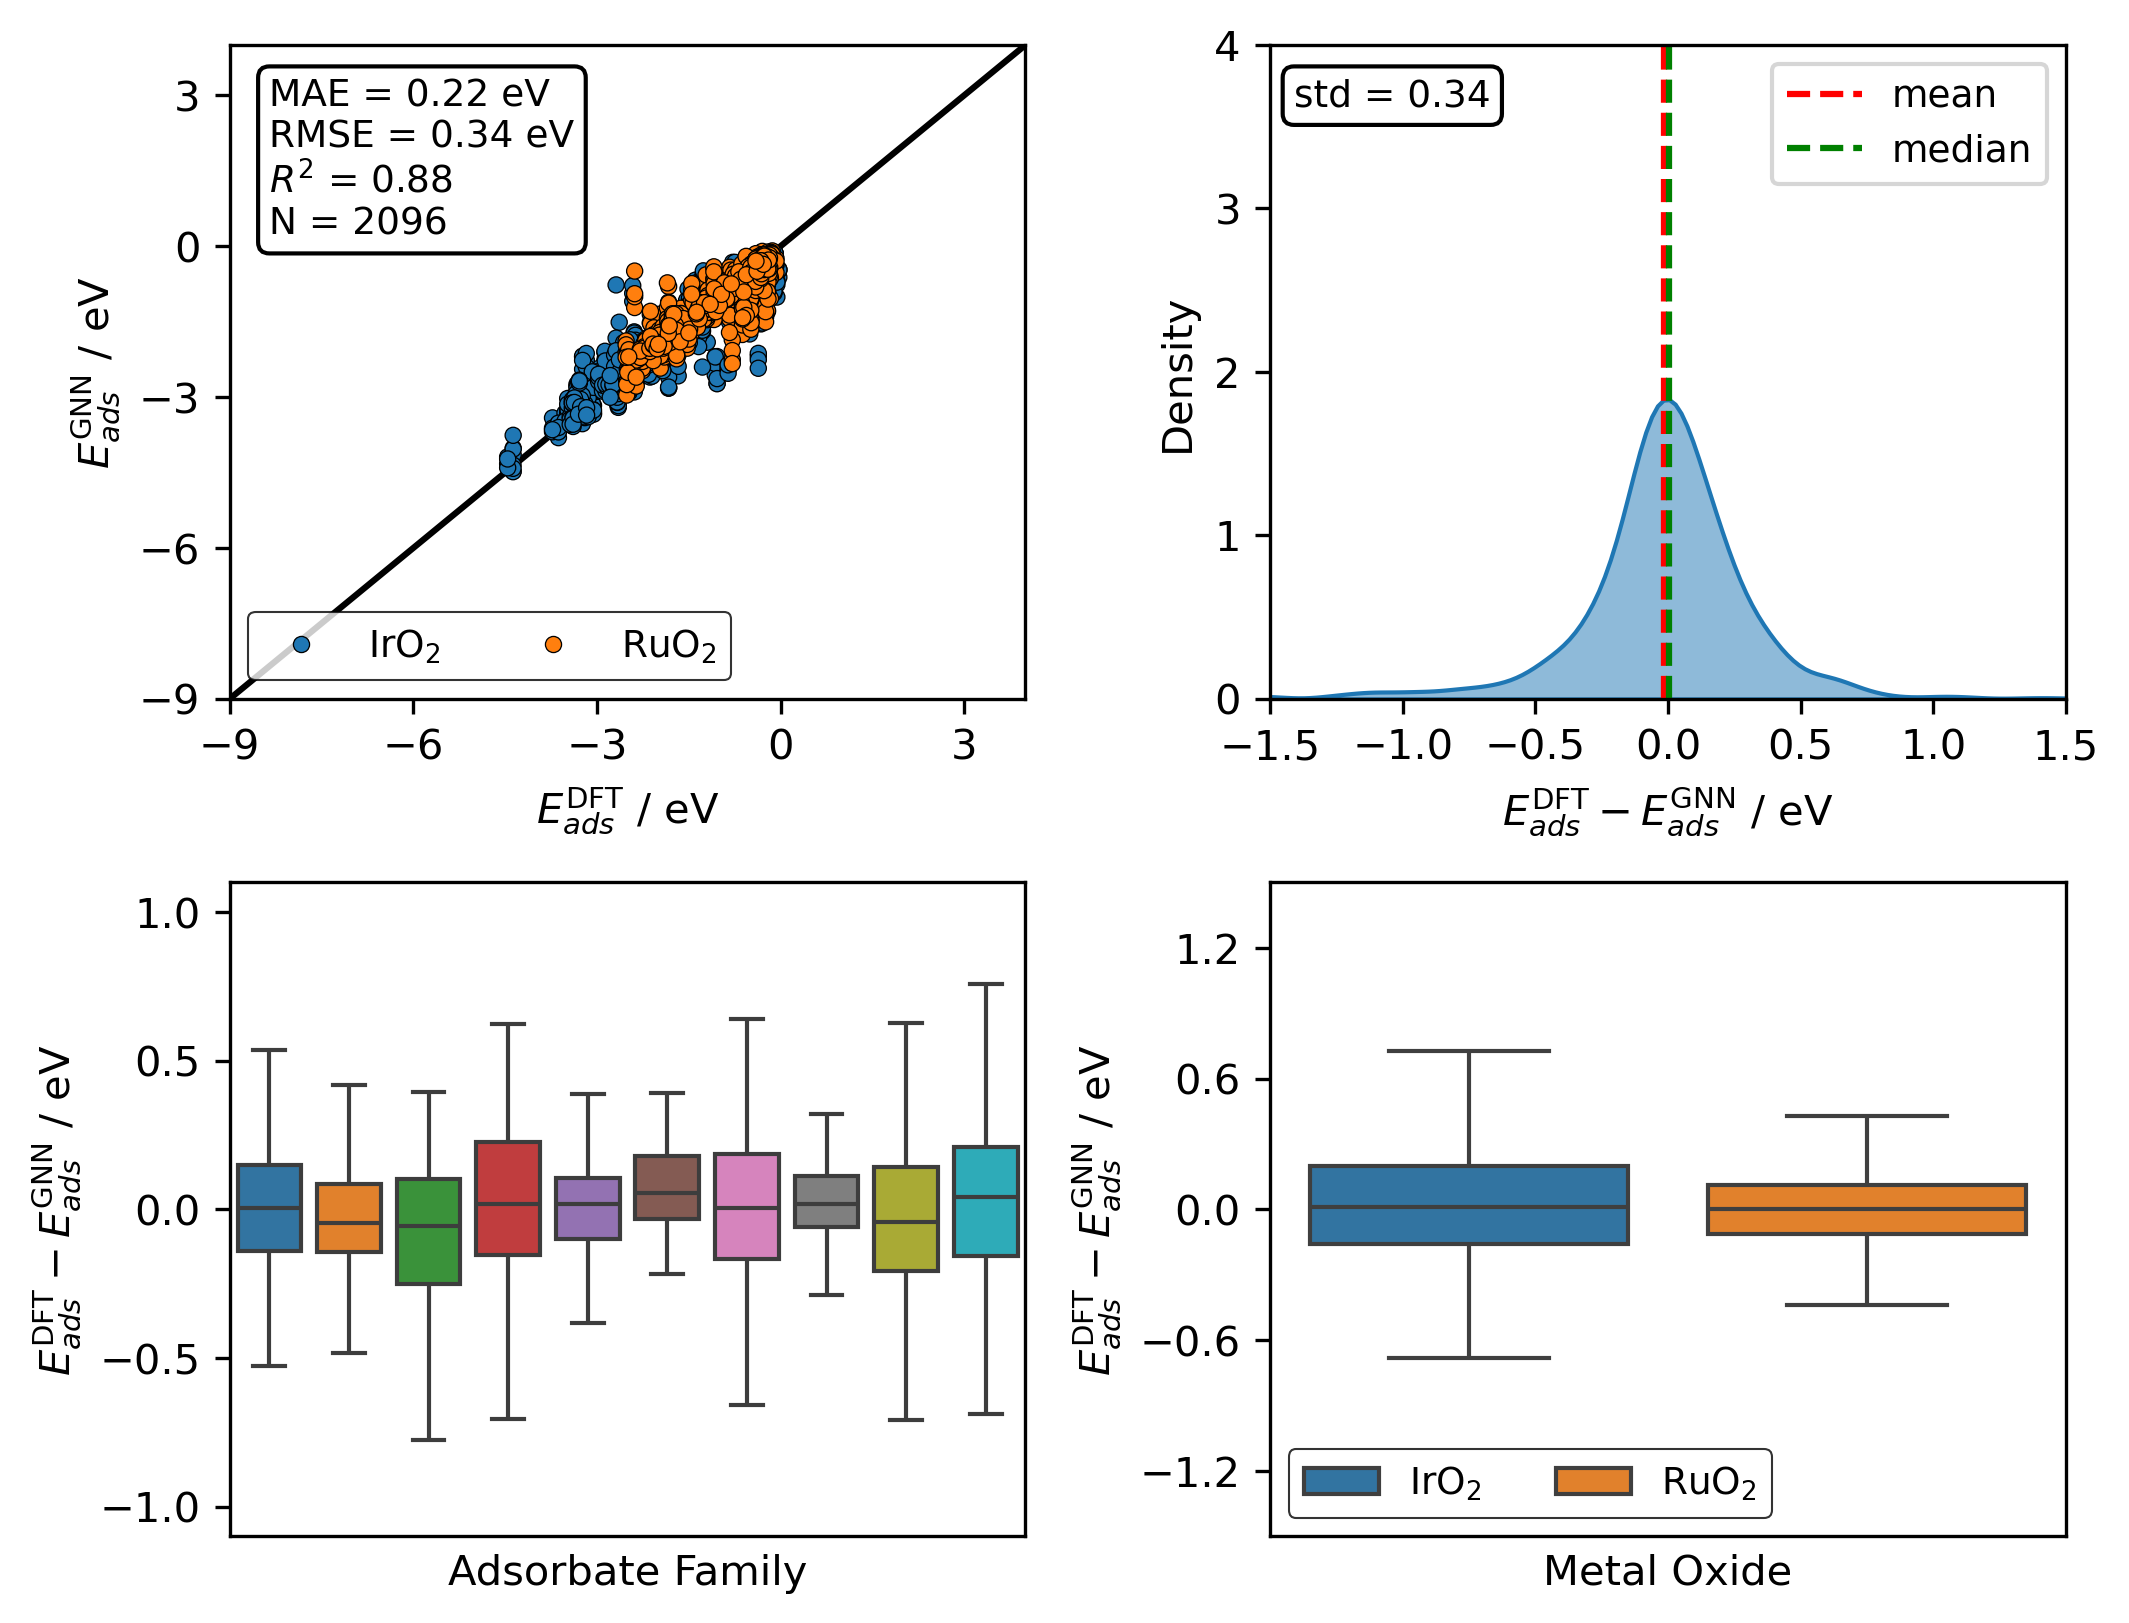 MAE = 0.22 eV
RMSE = 0.34 eV
R² = 0.88
N = 2096
3
0
−3
−6
−9
E_ads^GNN / eV
IrO₂ RuO₂
−9 −6 −3 0 3
E_ads^DFT / eV
std = 0.34
mean
median
4
3
2
1
0
Density
−1.5 −1.0 −0.5 0.0 0.5 1.0 1.5
E_ads^DFT − E_ads^GNN / eV
1.0
0.5
0.0
−0.5
−1.0
E_ads^DFT − E_ads^GNN / eV
Adsorbate Family
1.2
0.6
0.0
−0.6
−1.2
E_ads^DFT − E_ads^GNN / eV
IrO₂ RuO₂
Metal Oxide